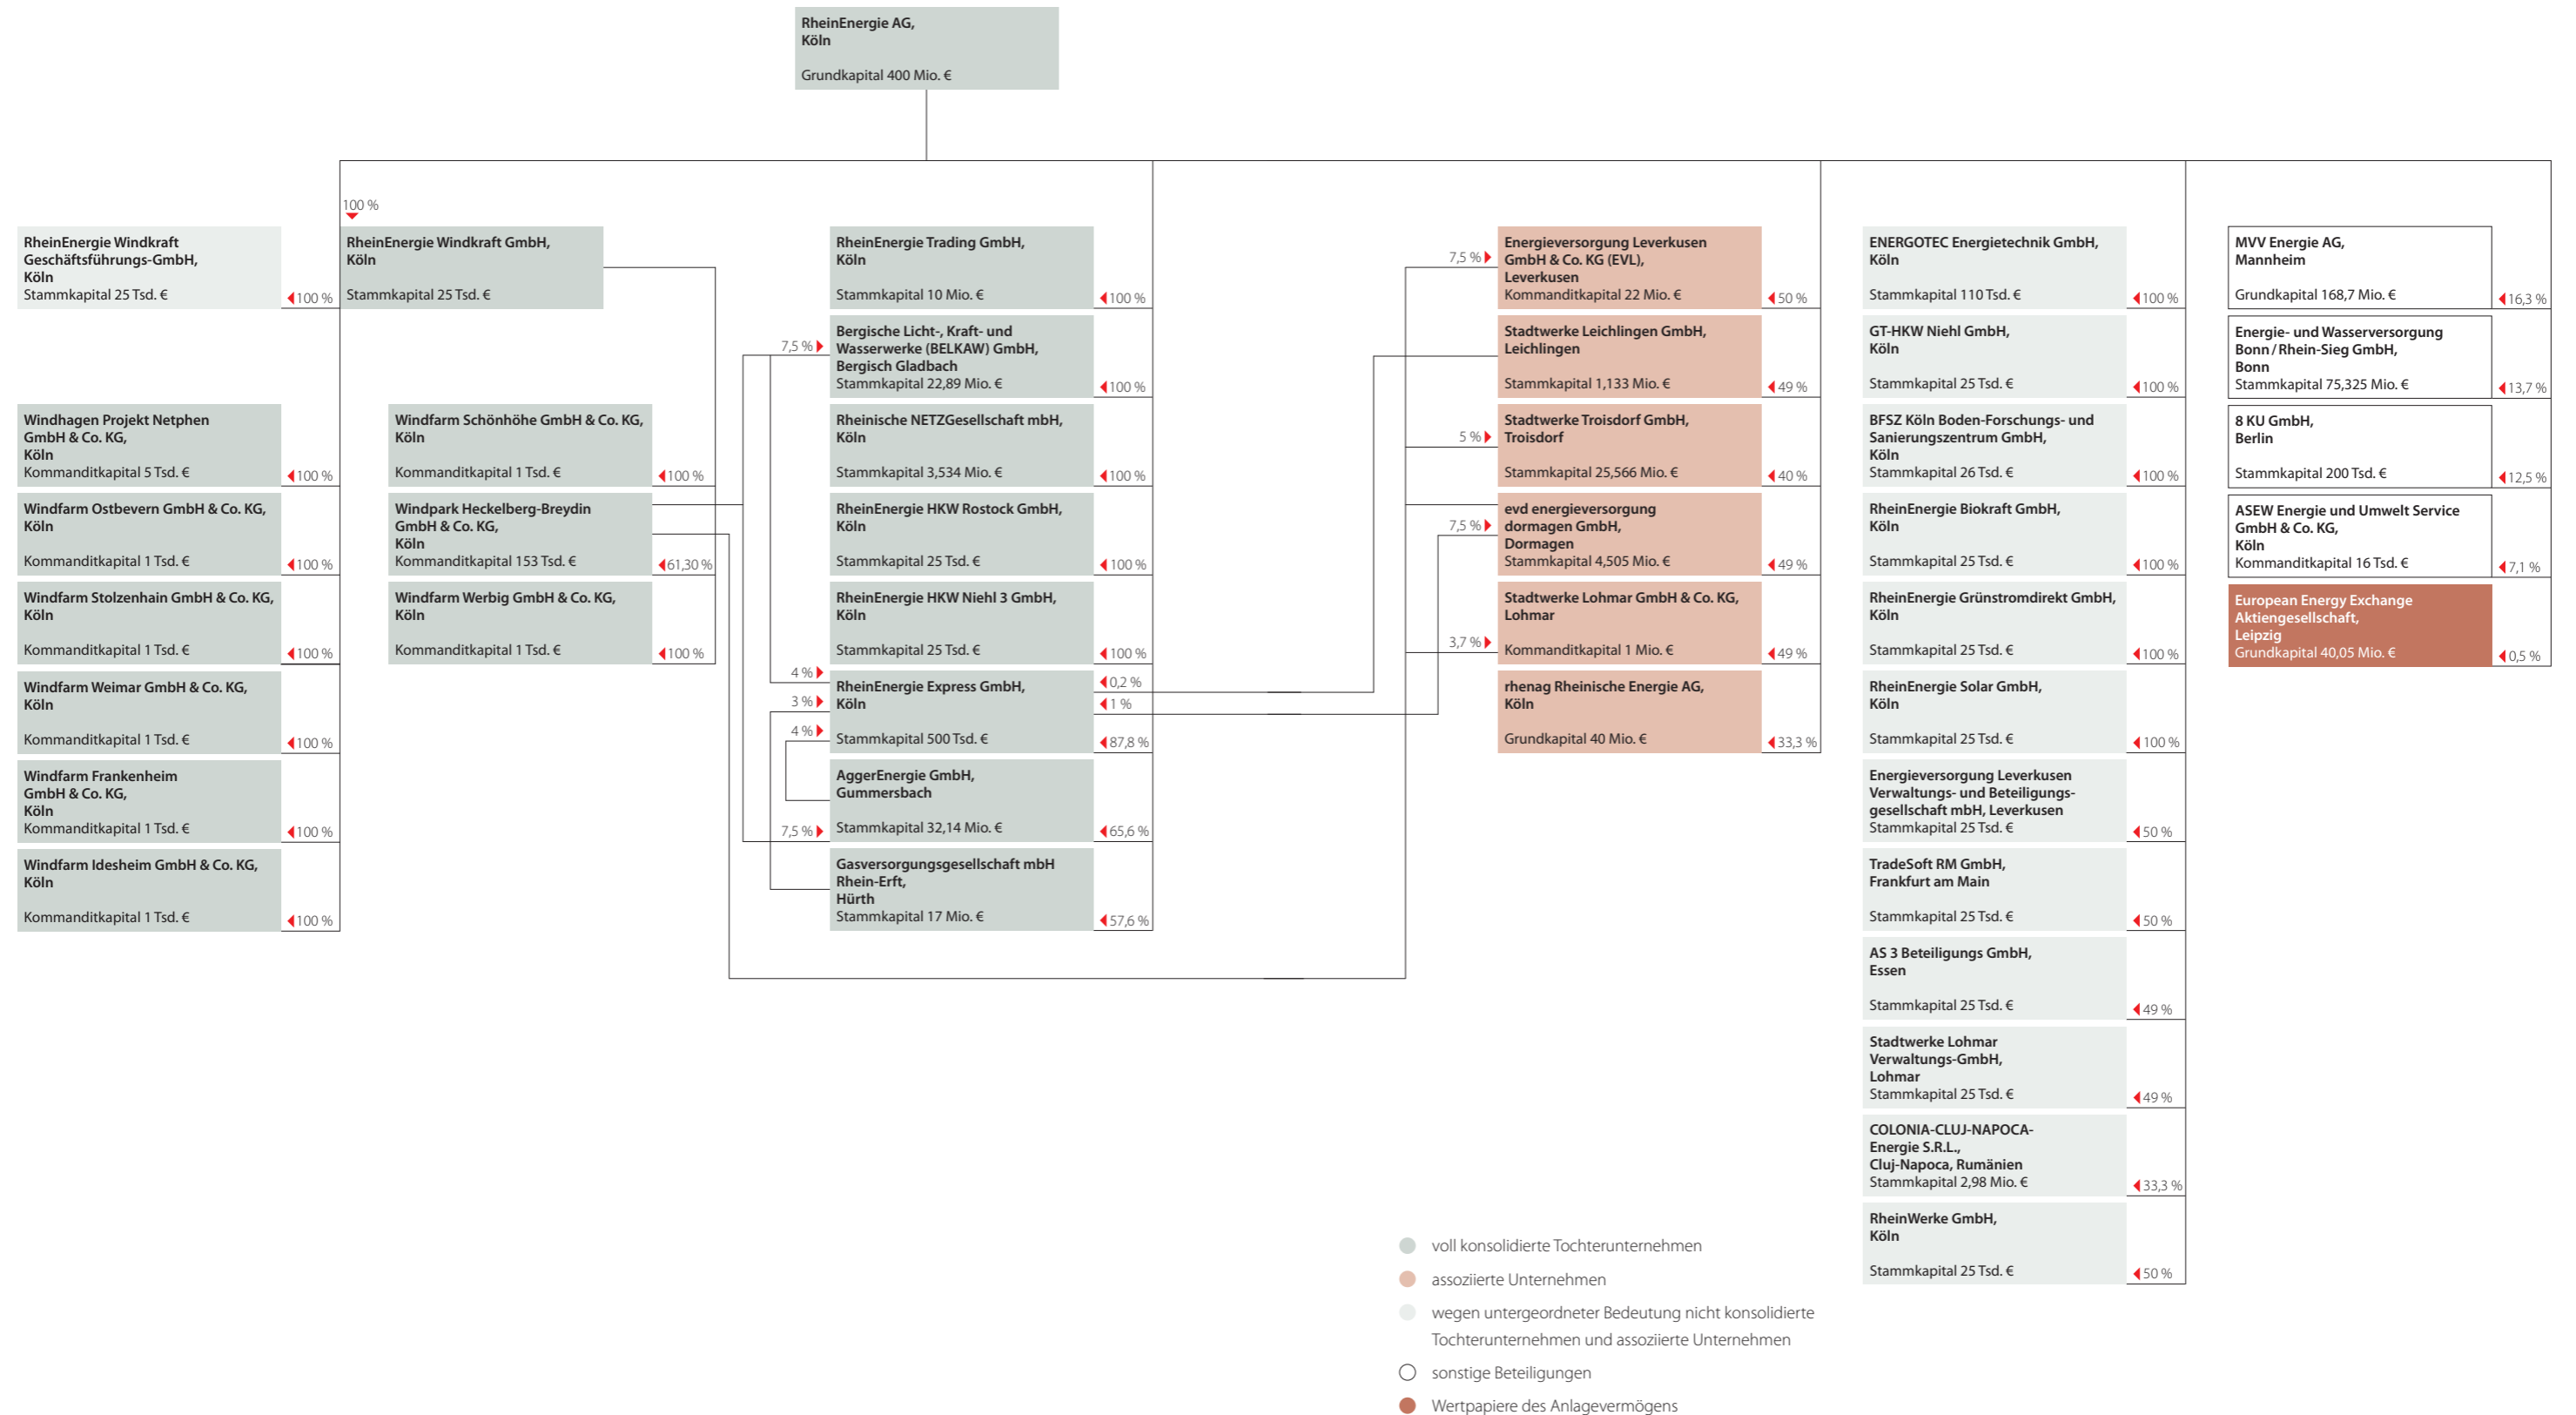 RheinEnergie AG,
Köln
Grundkapital 400 Mio. €
100 %
RheinEnergie Windkraft
Geschäftsführungs-GmbH,
Köln
Stammkapital 25 Tsd. €
100 %
RheinEnergie Windkraft GmbH,
Köln
Stammkapital 25 Tsd. €
Windhagen Projekt Netphen
GmbH & Co. KG,
Köln
Kommanditkapital 5 Tsd. €
100 %
Windfarm Ostbevern GmbH & Co. KG,
Köln
Kommanditkapital 1 Tsd. €
100 %
Windfarm Stolzenhain GmbH & Co. KG,
Köln
Kommanditkapital 1 Tsd. €
100 %
Windfarm Weimar GmbH & Co. KG,
Köln
Kommanditkapital 1 Tsd. €
100 %
Windfarm Frankenheim
GmbH & Co. KG,
Köln
Kommanditkapital 1 Tsd. €
100 %
Windfarm Idesheim GmbH & Co. KG,
Köln
Kommanditkapital 1 Tsd. €
100 %
Windfarm Schönhöhe GmbH & Co. KG,
Köln
Kommanditkapital 1 Tsd. €
100 %
Windpark Heckelberg-Breydin
GmbH & Co. KG,
Köln
Kommanditkapital 153 Tsd. €
61,30 %
Windfarm Werbig GmbH & Co. KG,
Köln
Kommanditkapital 1 Tsd. €
100 %
RheinEnergie Trading GmbH,
Köln
Stammkapital 10 Mio. €
100 %
7,5 %
Bergische Licht-, Kraft- und
Wasserwerke (BELKAW) GmbH,
Bergisch Gladbach
Stammkapital 22,89 Mio. €
100 %
Rheinische NETZGesellschaft mbH,
Köln
Stammkapital 3,534 Mio. €
100 %
RheinEnergie HKW Rostock GmbH,
Köln
Stammkapital 25 Tsd. €
100 %
RheinEnergie HKW Niehl 3 GmbH,
Köln
Stammkapital 25 Tsd. €
100 %
4 %
3 %
4 %
RheinEnergie Express GmbH,
Köln
Stammkapital 500 Tsd. €
0,2 %
1 %
87,8 %
AggerEnergie GmbH,
Gummersbach
Stammkapital 32,14 Mio. €
7,5 %
65,6 %
Gasversorgungsgesellschaft mbH
Rhein-Erft,
Hürth
Stammkapital 17 Mio. €
57,6 %
7,5 %
Energieversorgung Leverkusen
GmbH & Co. KG (EVL),
Leverkusen
Kommanditkapital 22 Mio. €
50 %
Stadtwerke Leichlingen GmbH,
Leichlingen
Stammkapital 1,133 Mio. €
49 %
5 %
Stadtwerke Troisdorf GmbH,
Troisdorf
Stammkapital 25,566 Mio. €
40 %
7,5 %
evd energieversorgung
dormagen GmbH,
Dormagen
Stammkapital 4,505 Mio. €
49 %
3,7 %
Stadtwerke Lohmar GmbH & Co. KG,
Lohmar
Kommanditkapital 1 Mio. €
49 %
rhenag Rheinische Energie AG,
Köln
Grundkapital 40 Mio. €
33,3 %
ENERGOTEC Energietechnik GmbH,
Köln
Stammkapital 110 Tsd. €
100 %
GT-HKW Niehl GmbH,
Köln
Stammkapital 25 Tsd. €
100 %
BFSZ Köln Boden-Forschungs- und
Sanierungszentrum GmbH,
Köln
Stammkapital 26 Tsd. €
100 %
RheinEnergie Biokraft GmbH,
Köln
Stammkapital 25 Tsd. €
100 %
RheinEnergie Grünstromdirekt GmbH,
Köln
Stammkapital 25 Tsd. €
100 %
RheinEnergie Solar GmbH,
Köln
Stammkapital 25 Tsd. €
100 %
Energieversorgung Leverkusen
Verwaltungs- und Beteiligungs-
gesellschaft mbH, Leverkusen
Stammkapital 25 Tsd. €
50 %
TradeSoft RM GmbH,
Frankfurt am Main
Stammkapital 25 Tsd. €
50 %
AS 3 Beteiligungs GmbH,
Essen
Stammkapital 25 Tsd. €
49 %
Stadtwerke Lohmar
Verwaltungs-GmbH,
Lohmar
Stammkapital 25 Tsd. €
49 %
COLONIA-CLUJ-NAPOCA-
Energie S.R.L.,
Cluj-Napoca, Rumänien
Stammkapital 2,98 Mio. €
33,3 %
RheinWerke GmbH,
Köln
Stammkapital 25 Tsd. €
50 %
MVV Energie AG,
Mannheim
Grundkapital 168,7 Mio. €
16,3 %
Energie- und Wasserversorgung
Bonn / Rhein-Sieg GmbH,
Bonn
Stammkapital 75,325 Mio. €
13,7 %
8 KU GmbH,
Berlin
Stammkapital 200 Tsd. €
12,5 %
ASEW Energie und Umwelt Service
GmbH & Co. KG,
Köln
Kommanditkapital 16 Tsd. €
7,1 %
European Energy Exchange
Aktiengesellschaft,
Leipzig
Grundkapital 40,05 Mio. €
0,5 %
voll konsolidierte Tochterunternehmen
assoziierte Unternehmen
wegen untergeordneter Bedeutung nicht konsolidierte
Tochterunternehmen und assoziierte Unternehmen
sonstige Beteiligungen
Wertpapiere des Anlagevermögens